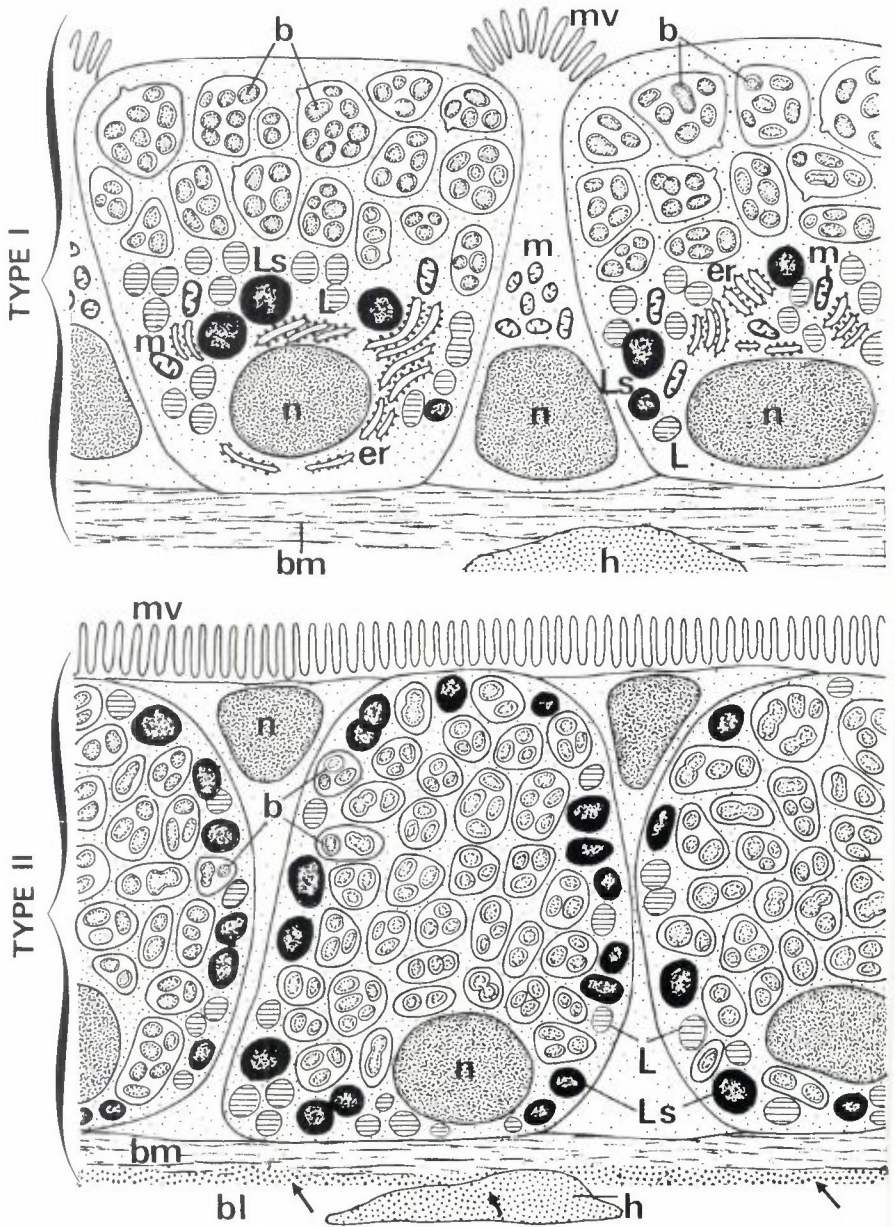 b mv b
TYPE I
Ls L m er m
m Ls
n n n
er L
bm h
mv
TYPE II
n
b
n L
Ls
bm
bl h